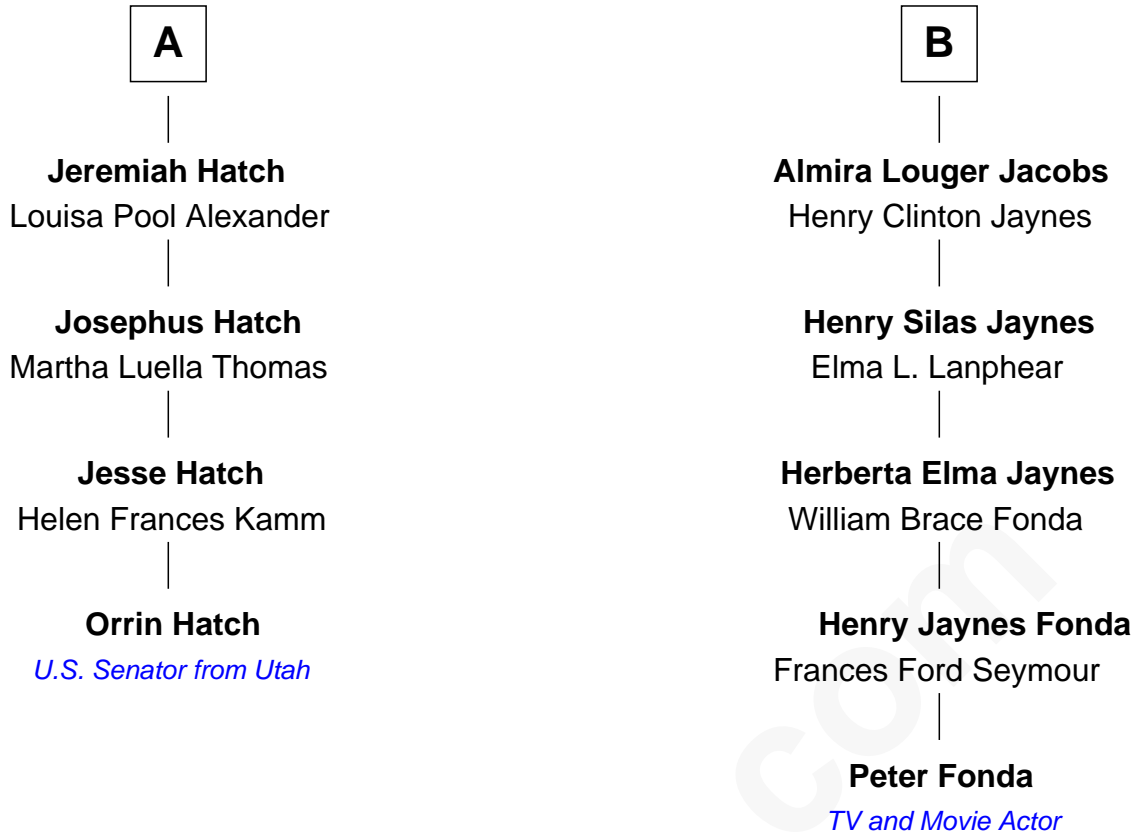 A
Jeremiah Hatch
Louisa Pool Alexander
Josephus Hatch
Martha Luella Thomas
Jesse Hatch
Helen Frances Kamm
Orrin Hatch
U.S. Senator from Utah
B
Almira Louger Jacobs
Henry Clinton Jaynes
Henry Silas Jaynes
Elma L. Lanphear
Herberta Elma Jaynes
William Brace Fonda
Henry Jaynes Fonda
Frances Ford Seymour
Peter Fonda
TV and Movie Actor
com